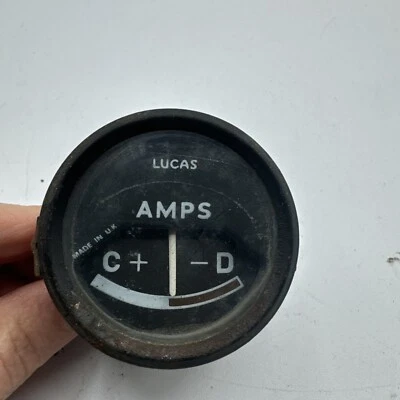 LUCAS
AMPS
MADE IN U.K
C + - D